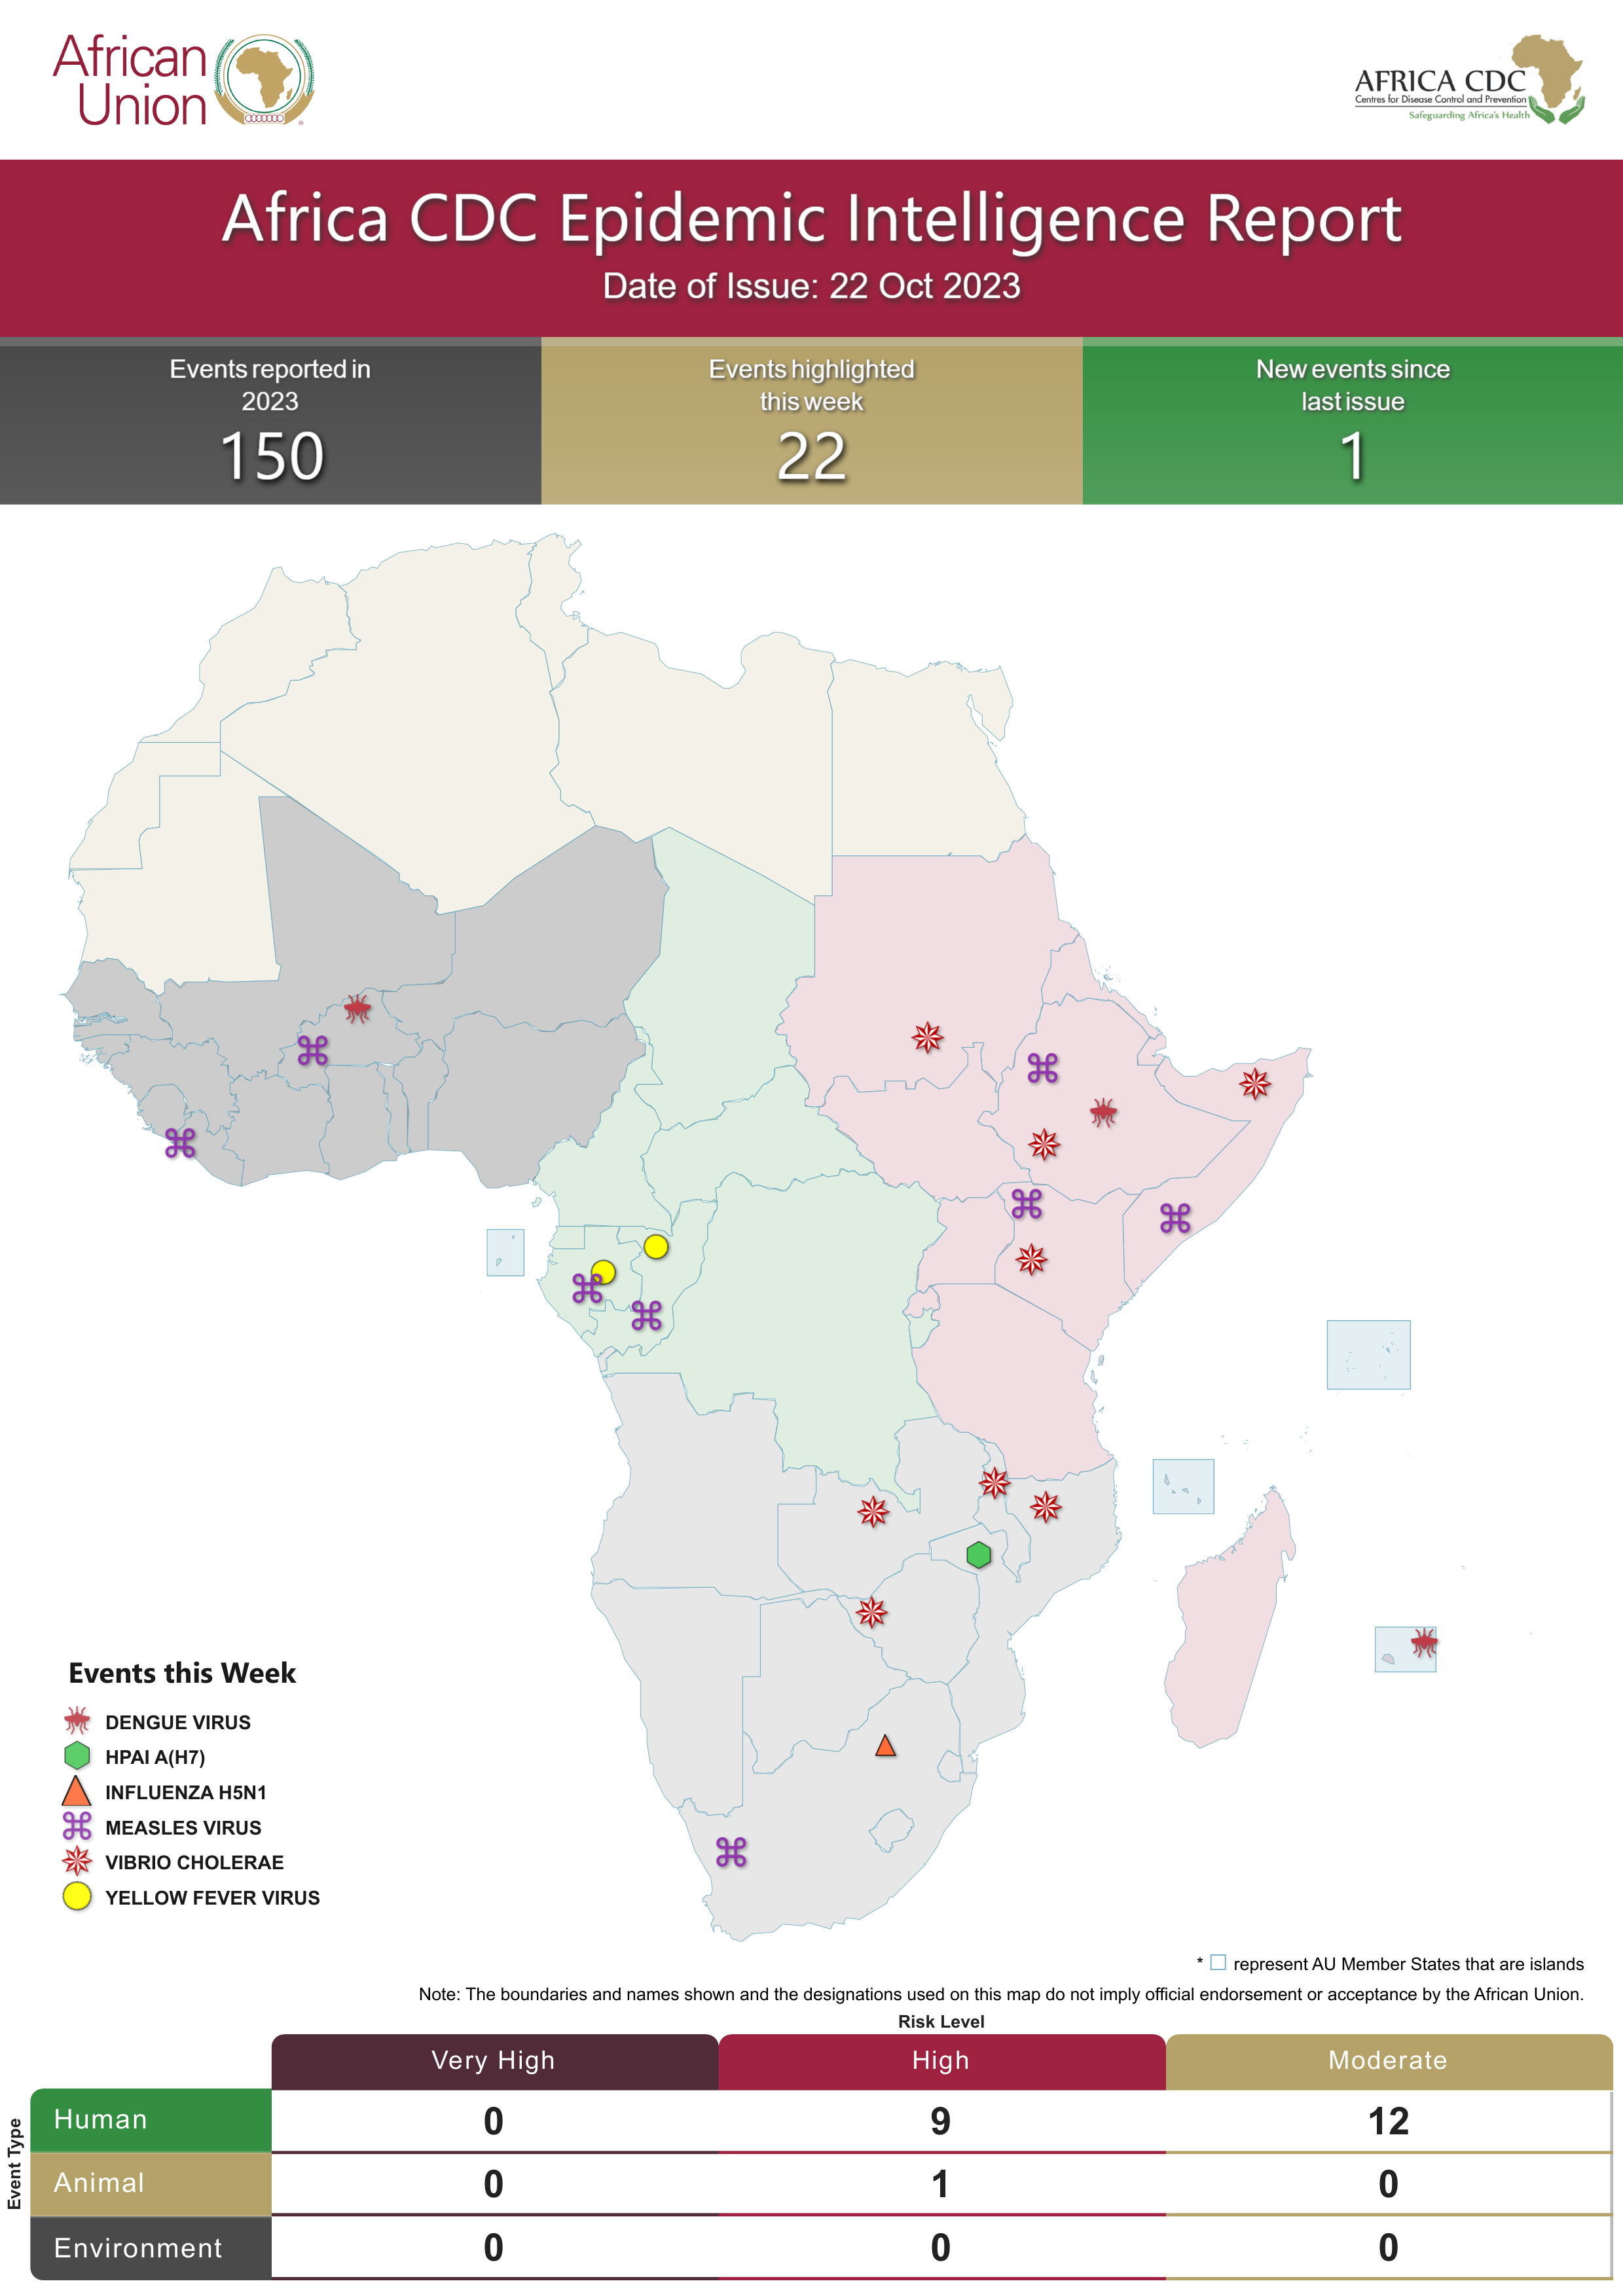 African
Union
AFRICA CDC
Centres for Disease Control and Prevention
Safeguarding Africa's Health
Africa CDC Epidemic Intelligence Report
Date of Issue: 22 Oct 2023
Events reported in
2023
150
Events highlighted
this week
22
New events since
last issue
1
Events this Week
DENGUE VIRUS
HPAI A(H7)
INFLUENZA H5N1
MEASLES VIRUS
VIBRIO CHOLERAE
YELLOW FEVER VIRUS
* represent AU Member States that are islands
Note: The boundaries and names shown and the designations used on this map do not imply official endorsement or acceptance by the African Union.
Risk Level
Very High High Moderate
Event Type
Human 0 9 12
Animal 0 1 0
Environment 0 0 0